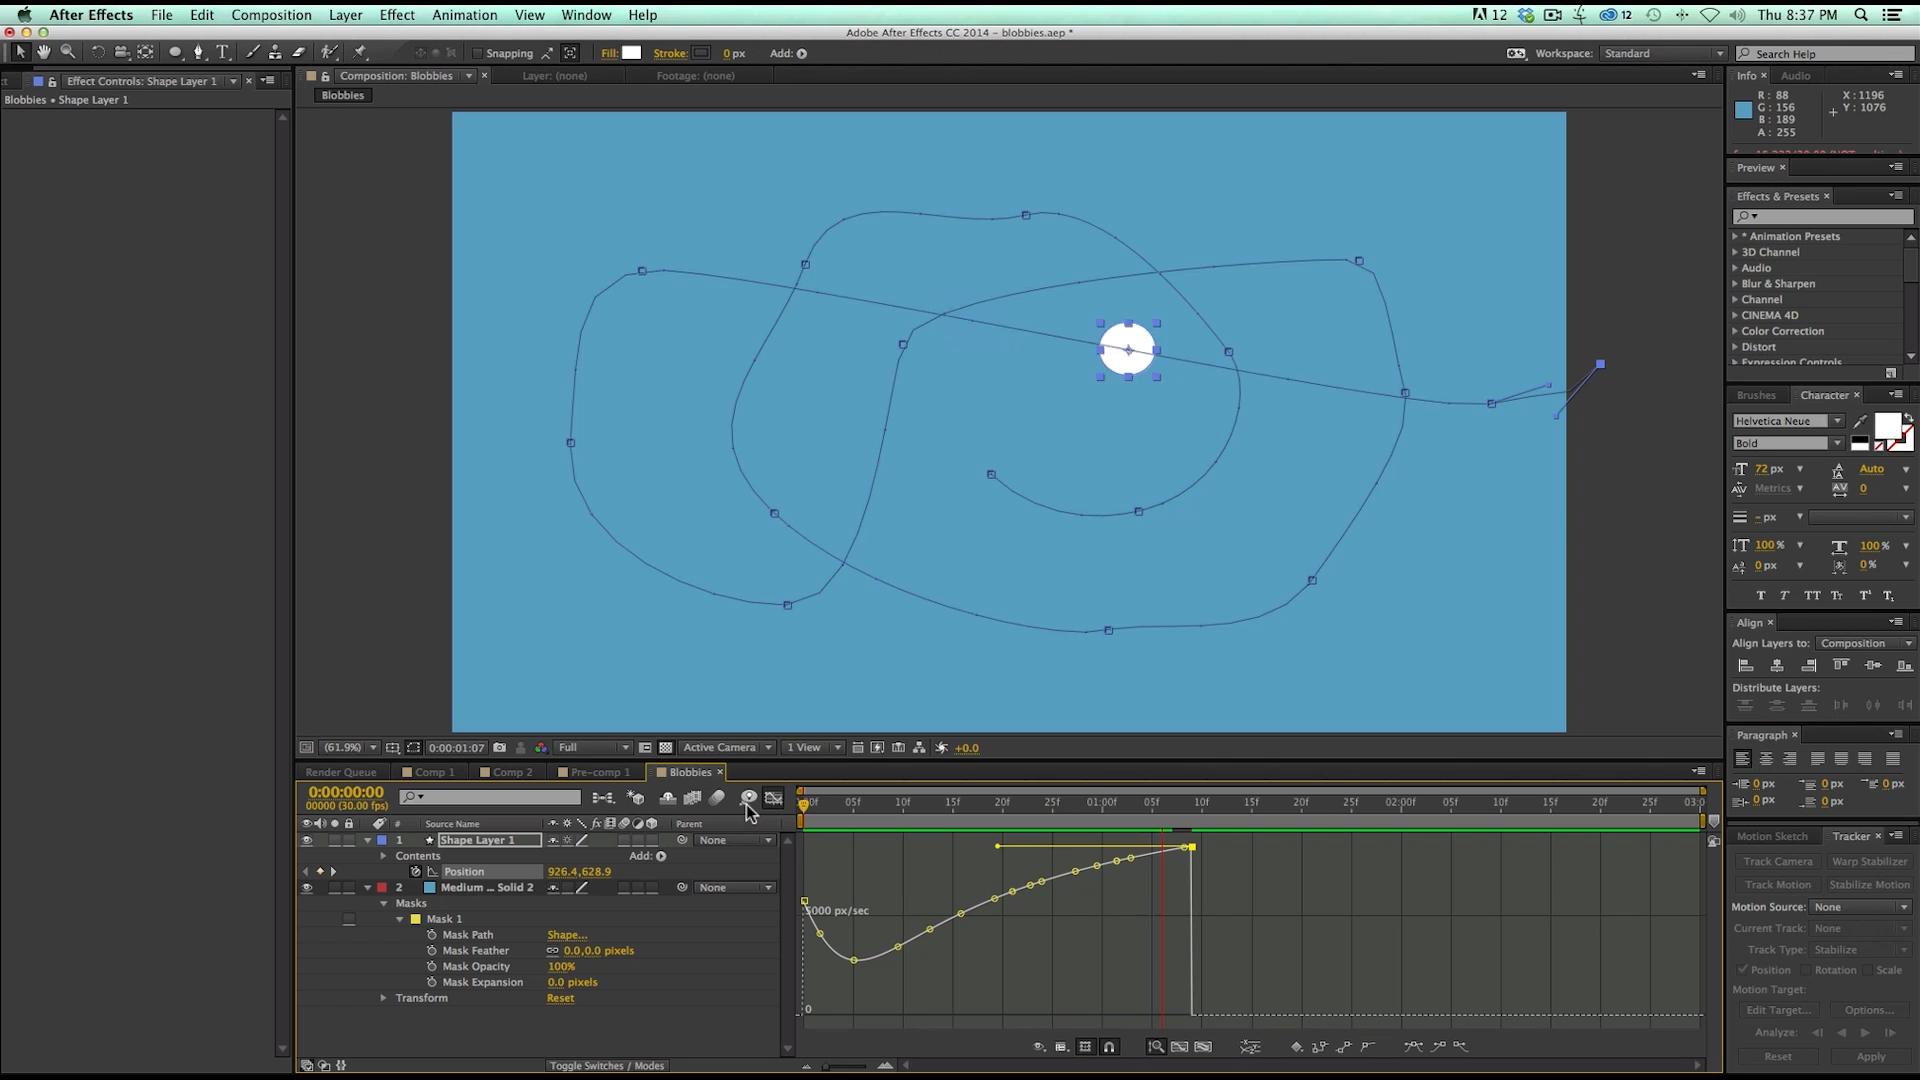 After Effects File Edit Composition Layer Effect Animation View Window Help 12 12 Thu 8:37 PM
Adobe After Effects CC 2014 - blobbies.aep *
Snapping Fill: Stroke: 0 px Add: Workspace: Standard Search Help
Effect Controls: Shape Layer 1 Composition: Blobbies Layer: (none) Footage: (none) Info Audio
Blobbies • Shape Layer 1 Blobbies
R: 88 X: 1196
G: 156 Y: 1076
B: 189
A: 255
Preview
Effects & Presets
* Animation Presets
3D Channel
Audio
Blur & Sharpen
Channel
CINEMA 4D
Color Correction
Distort
Expression Controls
Brushes Character
Helvetica Neue
Bold
72 px Auto
Metrics 0
- px
100% 100%
0 px 0%
Align
Align Layers to: Composition
Distribute Layers:
Paragraph
0 px 0 px
0 px 0 px
(61.9%) 0:00:01:07 Full Active Camera 1 View +0.0
Render Queue Comp 1 Comp 2 Pre-comp 1 Blobbies
0:00:00:00
00000 (30.00 fps)
05f 10f 15f 20f 25f 01:00f 05f 10f 15f 20f 25f 02:00f 05f 10f 15f 20f 25f 03:0
# Source Name Parent
1 Shape Layer 1 None
Contents Add:
Position 926.4,628.9
2 Medium ... Solid 2 None
Masks
Mask 1
Mask Path Shape...
Mask Feather 0.0,0.0 pixels
Mask Opacity 100%
Mask Expansion 0.0 pixels
Transform Reset
5000 px/sec
0
Toggle Switches / Modes
Motion Sketch Tracker
Track Camera Warp Stabilizer
Track Motion Stabilize Motion
Motion Source: None
Current Track: None
Track Type: Stabilize
Position Rotation Scale
Motion Target:
Edit Target... Options...
Analyze:
Reset Apply